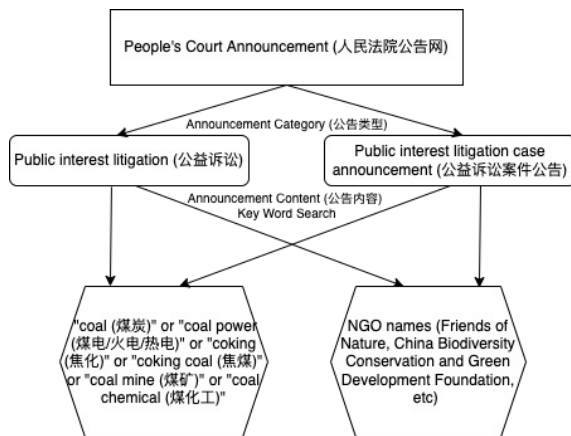 People's Court Announcement (人民法院公告网)
Announcement Category (公告类型)
Public interest litigation (公益诉讼)
Public interest litigation case
announcement (公益诉讼案件公告)
Announcement Content (公告内容)
Key Word Search
"coal (煤炭)" or "coal power
(煤电/火电/热电)" or "coking
(焦化)" or "coking coal (焦煤)"
or "coal mine (煤矿)" or "coal
chemical (煤化工)"
NGO names (Friends of
Nature, China Biodiversity
Conservation and Green
Development Foundation,
etc)